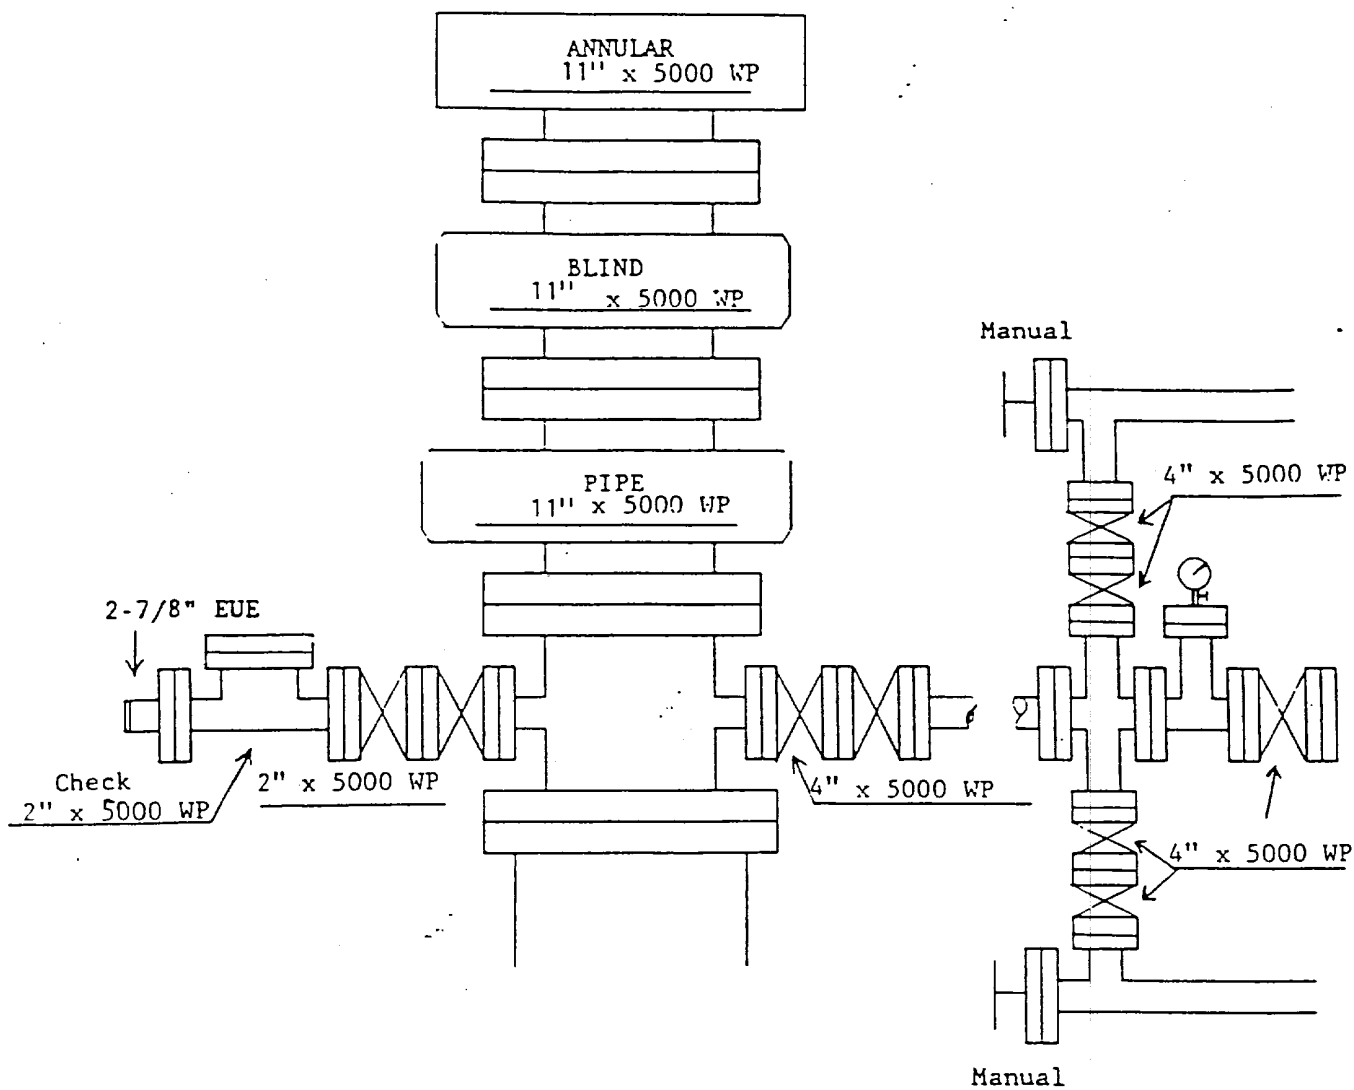 ANNULAR
11" x 5000 WP
BLIND
11" x 5000 WP
Manual
PIPE
11" x 5000 WP
4" x 5000 WP
2-7/8" EUE
Check
2" x 5000 WP
2" x 5000 WP
4" x 5000 WP
4" x 5000 WP
Manual